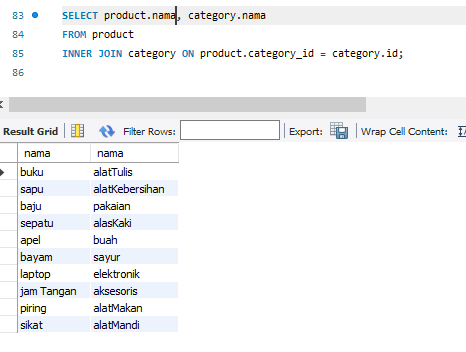 83 SELECT product.nama, category.nama
84 FROM product
85 INNER JOIN category ON product.category_id = category.id;
86
Result Grid Filter Rows: Export: Wrap Cell Content:
nama nama
buku alatTulis
sapu alatKebersihan
baju pakaian
sepatu alasKaki
apel buah
bayam sayur
laptop elektronik
jam Tangan aksesoris
piring alatMakan
sikat alatMandi